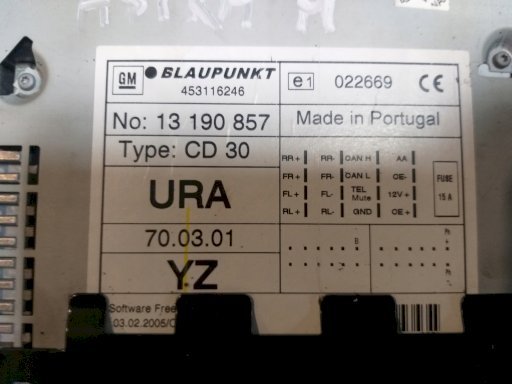 GM BLAUPUNKT
453116246
e1 022669 CE
No: 13 190 857
Made in Portugal
Type: CD 30
URA
70.03.01
YZ
RR+ RR- CAN H AA
FR+ FR- CAN L OE-
FL+ FL- TEL Mute 12V+
RL+ RL- GND OE+
FUSE
15 A
Software Free
03.02.2005/